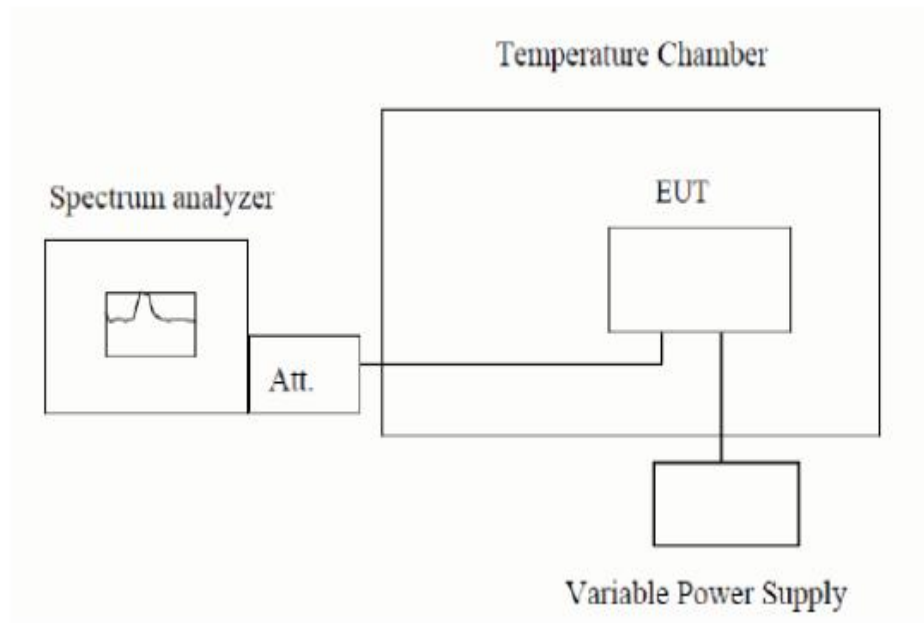 Temperature Chamber
Spectrum analyzer
EUT
Att.
Variable Power Supply